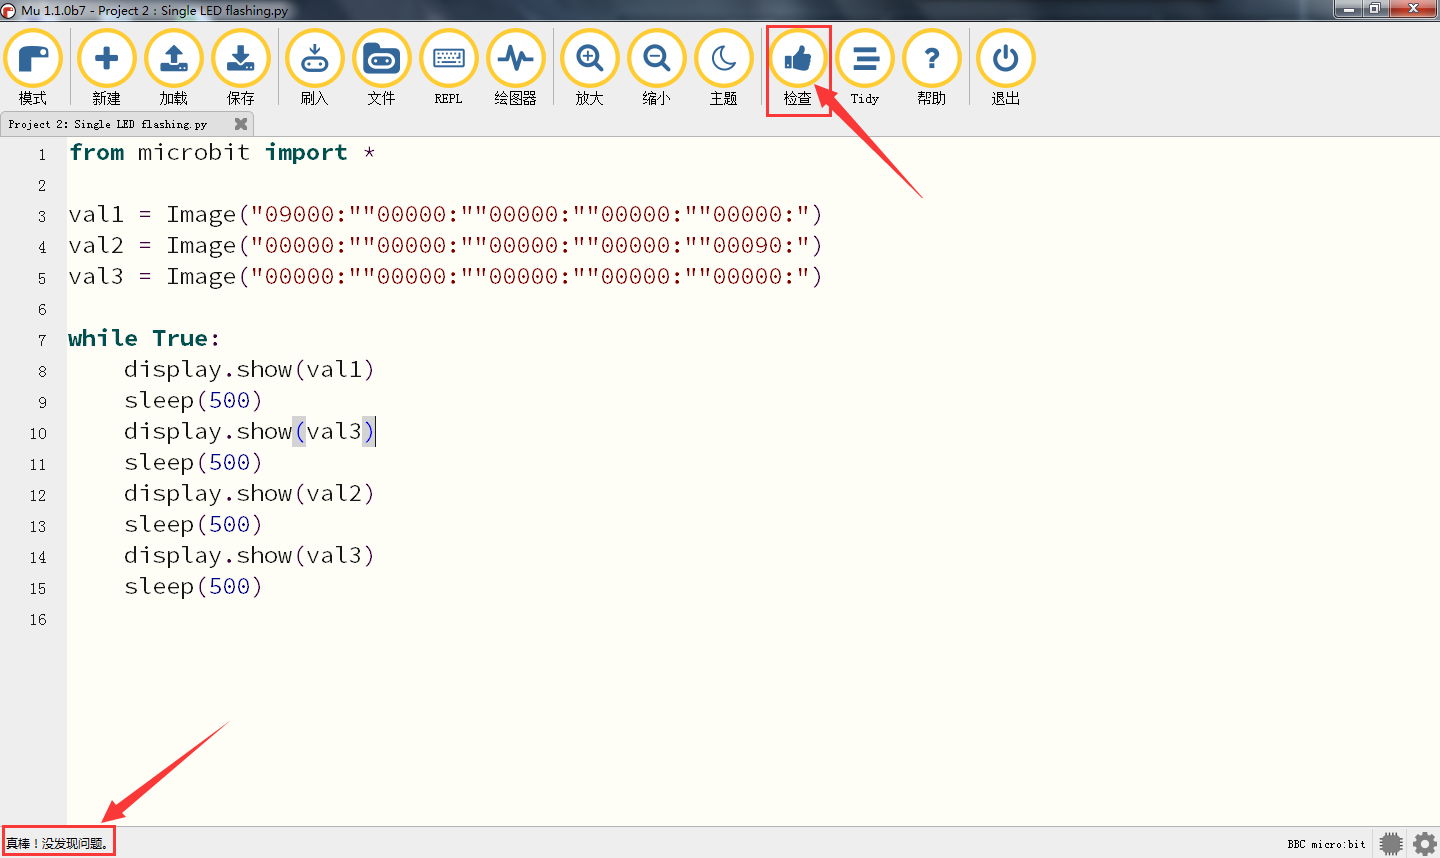 Mu 1.1.0b7 - Project 2：Single LED flashing.py
模式 新建 加载 保存 刷入 文件 REPL 绘图器 放大 缩小 主题 检查 Tidy 帮助 退出
Project 2：Single LED flashing.py
1 from microbit import *
2
3 val1 = Image("09000:""00000:""00000:""00000:""00000:")
4 val2 = Image("00000:""00000:""00000:""00000:""00090:")
5 val3 = Image("00000:""00000:""00000:""00000:""00000:")
6
7 while True:
8 display.show(val1)
9 sleep(500)
10 display.show(val3)
11 sleep(500)
12 display.show(val2)
13 sleep(500)
14 display.show(val3)
15 sleep(500)
16
真棒！没发现问题。 BBC micro:bit